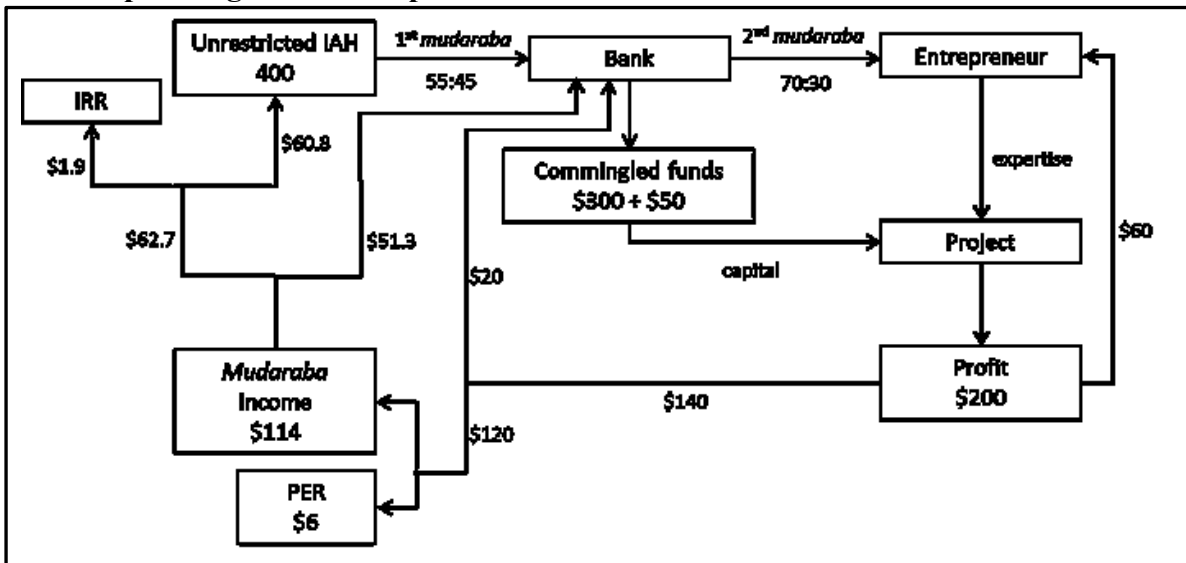 Unrestricted IAH
400
1st mudaraba
55:45
Bank
2nd mudaraba
70:30
Entrepreneur
IRR
$1.9
$60.8
Commingled funds
$300 + $50
expertise
$62.7
$51.3
Project
$60
capital
$20
Mudaraba
Income
$114
$120
$140
Profit
$200
PER
$6